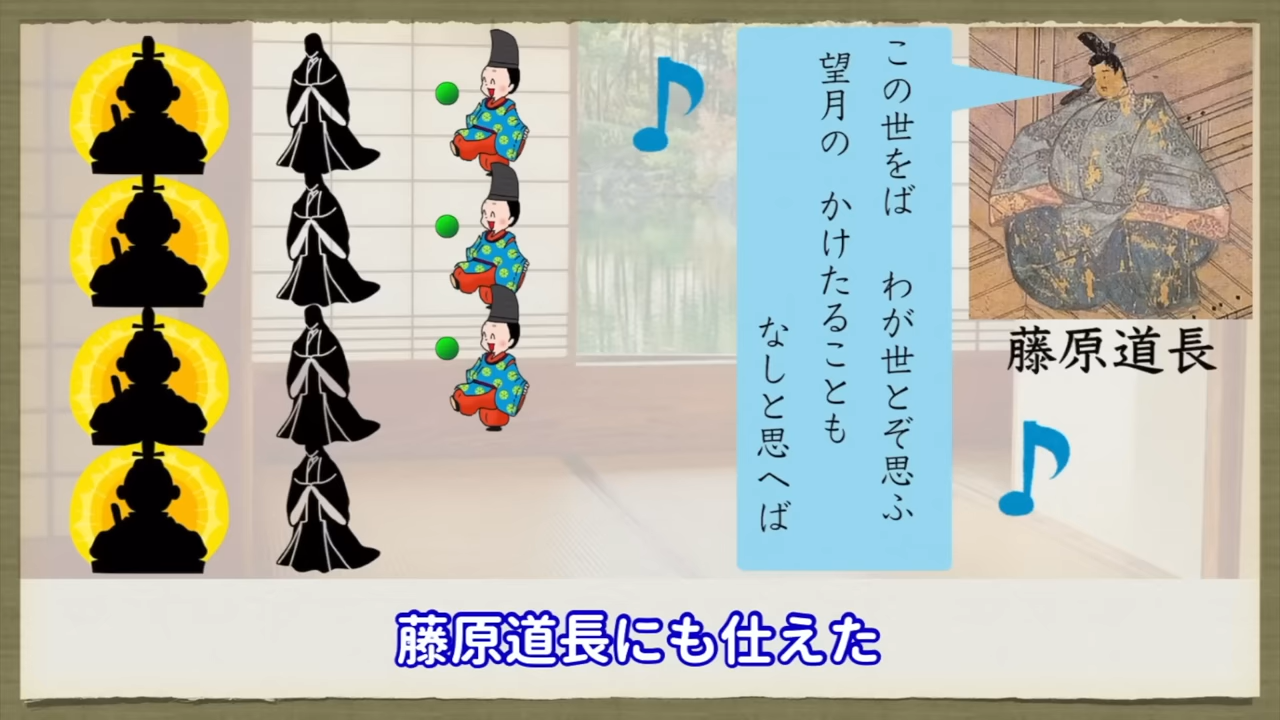 この世をば わが世とぞ思ふ
望月の かけたることも
なしと思へば
藤原道長
藤原道長にも仕えた